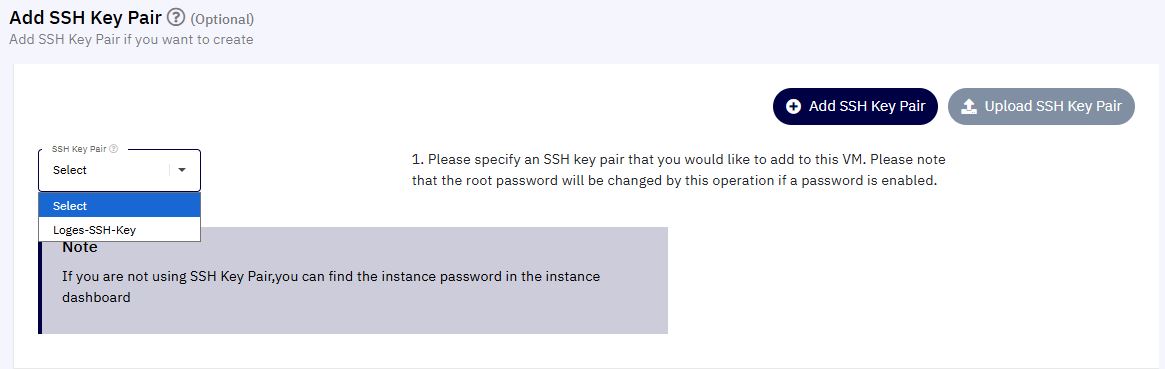 Add SSH Key Pair ? (Optional)
Add SSH Key Pair if you want to create
Add SSH Key Pair
Upload SSH Key Pair
SSH Key Pair ?
Select
Select
Loges-SSH-Key
1. Please specify an SSH key pair that you would like to add to this VM. Please note
that the root password will be changed by this operation if a password is enabled.
Note
If you are not using SSH Key Pair,you can find the instance password in the instance
dashboard